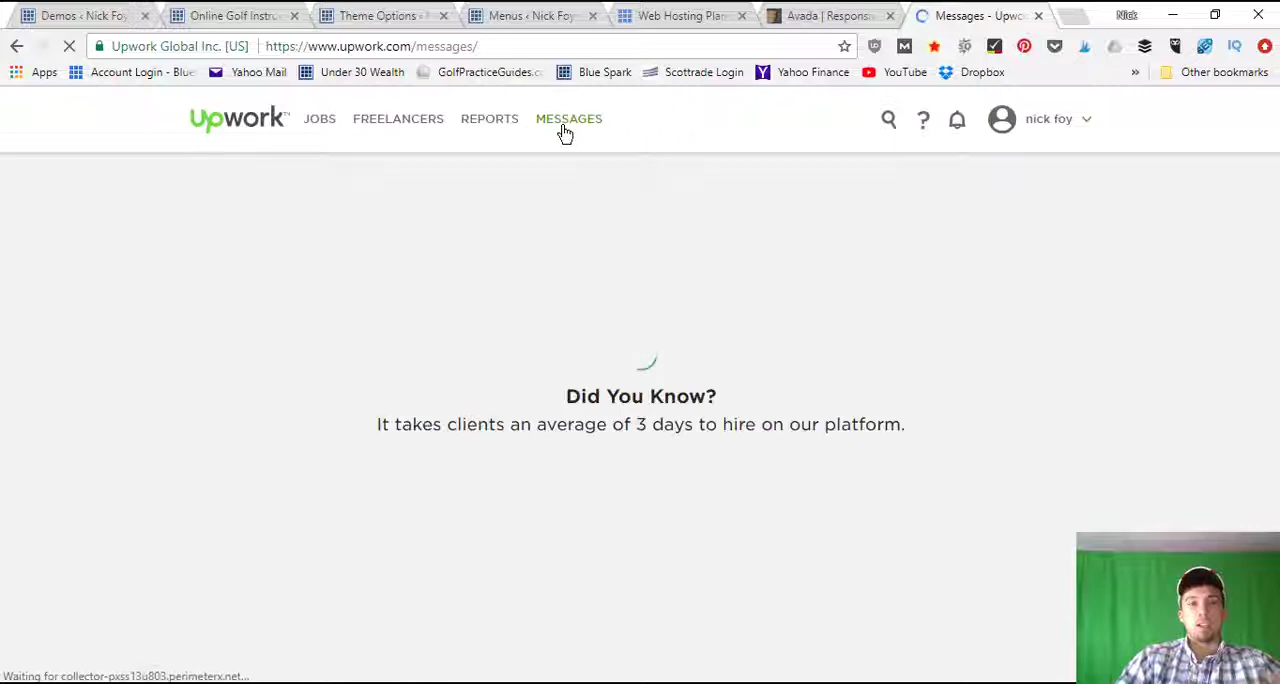 Demos ‹ Nick Foy
Online Golf Instru
Theme Options ‹
Menus ‹ Nick Foy
Web Hosting Plan
Avada | Respons
Messages - Upwo
Nick
Upwork Global Inc. [US]
https://www.upwork.com/messages/
Apps
Account Login - Blue
Yahoo Mail
Under 30 Wealth
GolfPracticeGuides.c
Blue Spark
Scottrade Login
Yahoo Finance
YouTube
Dropbox
»
Other bookmarks
upwork™
JOBS
FREELANCERS
REPORTS
MESSAGES
?
nick foy
Did You Know?
It takes clients an average of 3 days to hire on our platform.
Waiting for collector-pxss13u803.perimeterx.net...